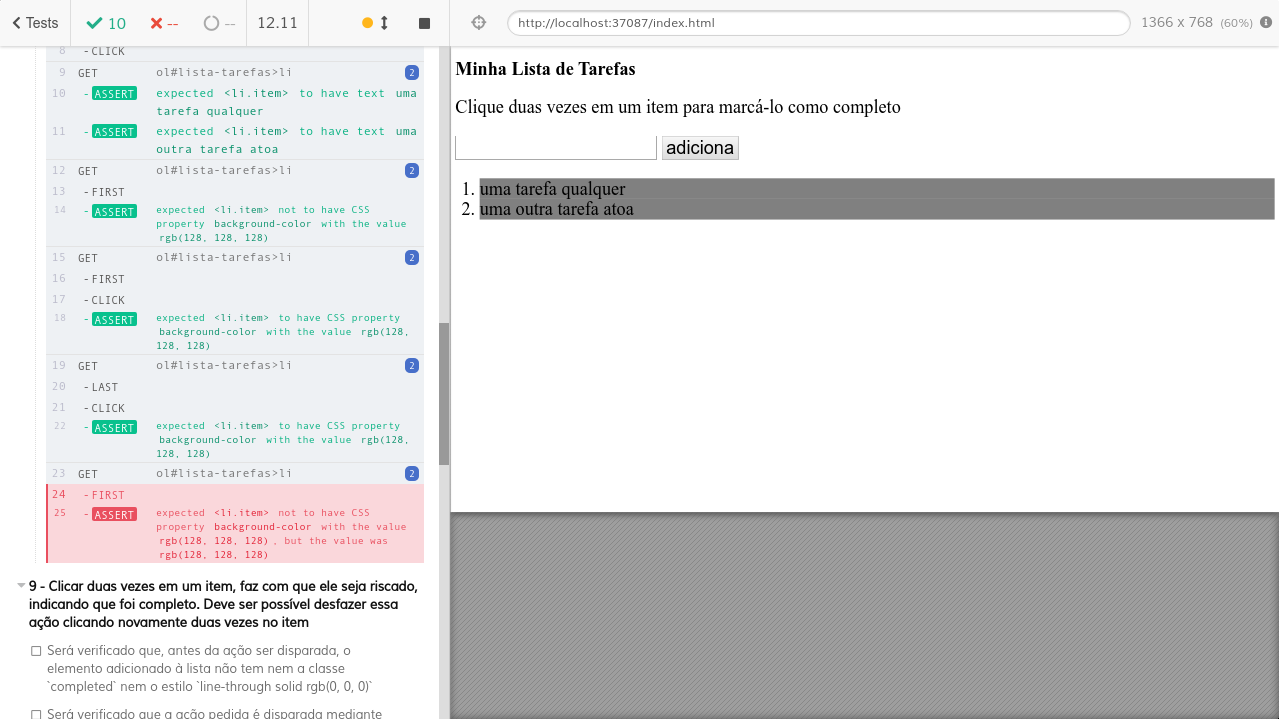 Tests
10
--
--
12.11
http://localhost:37087/index.html
1366 x 768 (60%)
8 -CLICK
9 GET ol#lista-tarefas>li 2
10 -ASSERT expected <li.item> to have text uma
tarefa qualquer
11 -ASSERT expected <li.item> to have text uma
outra tarefa atoa
12 GET ol#lista-tarefas>li 2
13 -FIRST
14 -ASSERT expected <li.item> not to have CSS
property background-color with the value
rgb(128, 128, 128)
15 GET ol#lista-tarefas>li 2
16 -FIRST
17 -CLICK
18 -ASSERT expected <li.item> to have CSS property
background-color with the value rgb(128,
128, 128)
19 GET ol#lista-tarefas>li 2
20 -LAST
21 -CLICK
22 -ASSERT expected <li.item> to have CSS property
background-color with the value rgb(128,
128, 128)
23 GET ol#lista-tarefas>li 2
24 -FIRST
25 -ASSERT expected <li.item> not to have CSS
property background-color with the value
rgb(128, 128, 128), but the value was
rgb(128, 128, 128)
9 - Clicar duas vezes em um item, faz com que ele seja riscado,
indicando que foi completo. Deve ser possível desfazer essa
ação clicando novamente duas vezes no item
Será verificado que, antes da ação ser disparada, o
elemento adicionado à lista não tem nem a classe
`completed` nem o estilo `line-through solid rgb(0, 0, 0)`
Será verificado que a ação pedida é disparada mediante
Minha Lista de Tarefas
Clique duas vezes em um item para marcá-lo como completo
adiciona
1. uma tarefa qualquer
2. uma outra tarefa atoa